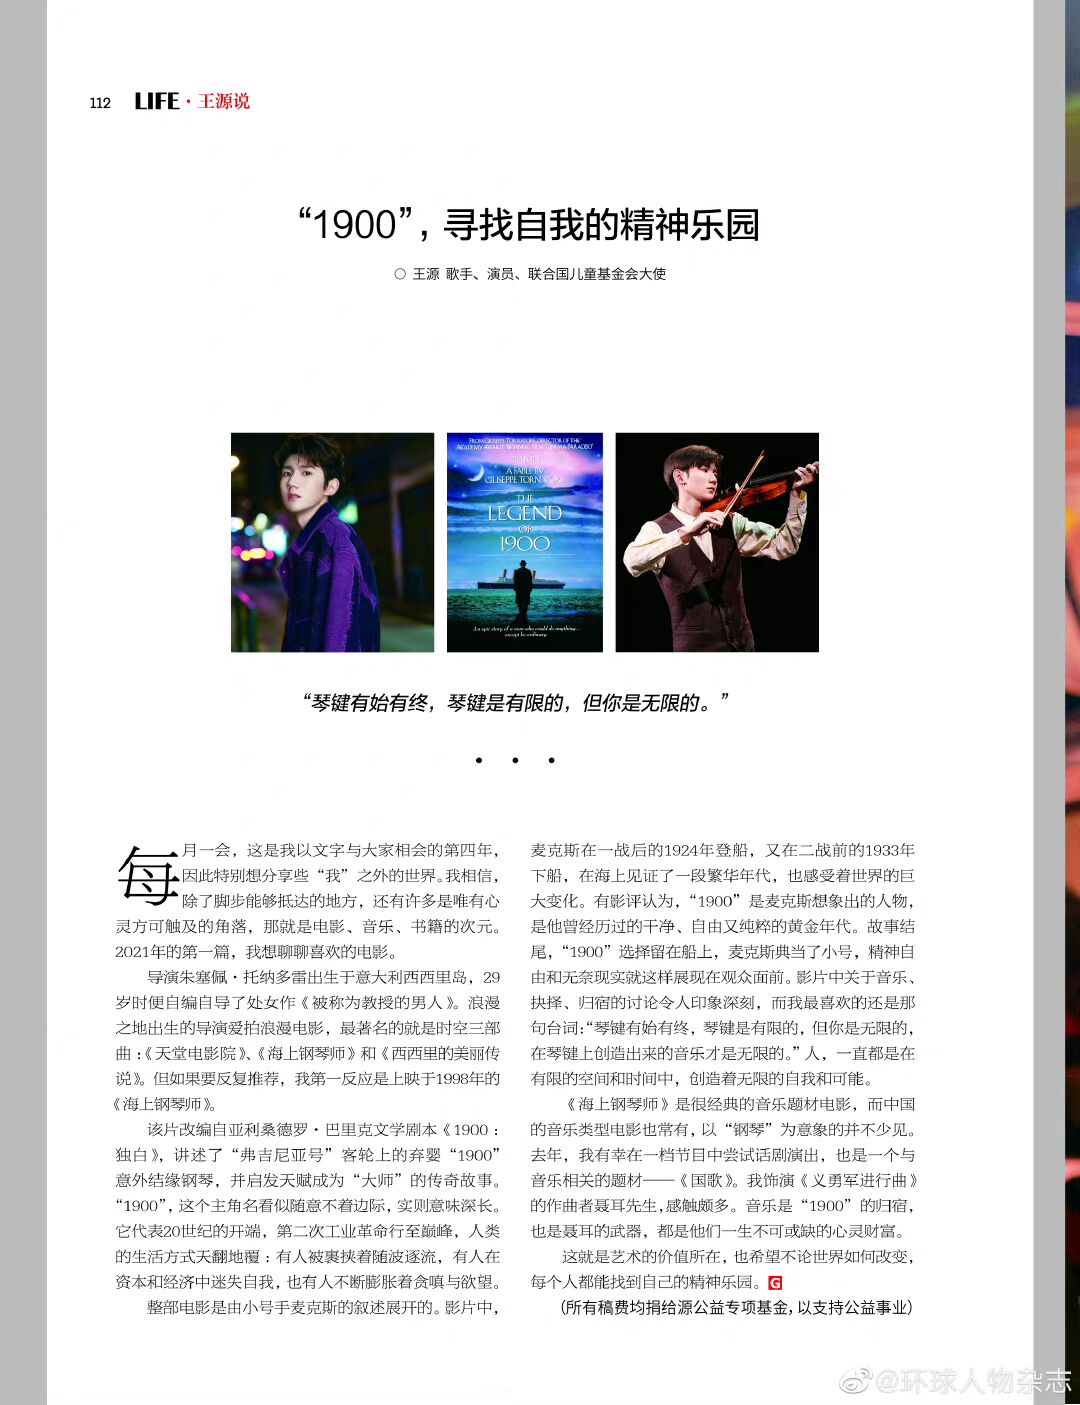 112 LIFE·王源说
“1900”，寻找自我的精神乐园
○ 王源 歌手、演员、联合国儿童基金会大使
FROM GIUSEPPE TORNATORE, DIRECTOR OF THE
ACADEMY AWARD WINNING FILM "CINEMA PARADISO"
TIM ROTH
A FABLE BY
GIUSEPPE TORNATORE
THE
LEGEND
OF
1900
An epic story of a man who could do anything...
except be ordinary.
“琴键有始有终，琴键是有限的，但你是无限的。”
• • •
每月一会，这是我以文字与大家相会的第四年，
因此特别想分享些“我”之外的世界。我相信，
除了脚步能够抵达的地方，还有许多是唯有心
灵方可触及的角落，那就是电影、音乐、书籍的次元。
2021年的第一篇，我想聊聊喜欢的电影。
导演朱塞佩·托纳多雷出生于意大利西西里岛，29
岁时便自编自导了处女作《被称为教授的男人》。浪漫
之地出生的导演爱拍浪漫电影，最著名的就是时空三部
曲：《天堂电影院》、《海上钢琴师》和《西西里的美丽传
说》。但如果要反复推荐，我第一反应是上映于1998年的
《海上钢琴师》。
该片改编自亚利桑德罗·巴里克文学剧本《1900：
独白》，讲述了“弗吉尼亚号”客轮上的弃婴“1900”
意外结缘钢琴，并启发天赋成为“大师”的传奇故事。
“1900”，这个主角名看似随意不着边际，实则意味深长。
它代表20世纪的开端，第二次工业革命行至巅峰，人类
的生活方式天翻地覆：有人被裹挟着随波逐流，有人在
资本和经济中迷失自我，也有人不断膨胀着贪嗔与欲望。
整部电影是由小号手麦克斯的叙述展开的。影片中，
麦克斯在一战后的1924年登船，又在二战前的1933年
下船，在海上见证了一段繁华年代，也感受着世界的巨
大变化。有影评认为，“1900”是麦克斯想象出的人物，
是他曾经历过的干净、自由又纯粹的黄金年代。故事结
尾，“1900”选择留在船上，麦克斯典当了小号，精神自
由和无奈现实就这样展现在观众面前。影片中关于音乐、
抉择、归宿的讨论令人印象深刻，而我最喜欢的还是那
句台词：“琴键有始有终，琴键是有限的，但你是无限的，
在琴键上创造出来的音乐才是无限的。”人，一直都是在
有限的空间和时间中，创造着无限的自我和可能。
《海上钢琴师》是很经典的音乐题材电影，而中国
的音乐类型电影也常有，以“钢琴”为意象的并不少见。
去年，我有幸在一档节目中尝试话剧演出，也是一个与
音乐相关的题材——《国歌》。我饰演《义勇军进行曲》
的作曲者聂耳先生，感触颇多。音乐是“1900”的归宿，
也是聂耳的武器，都是他们一生不可或缺的心灵财富。
这就是艺术的价值所在，也希望不论世界如何改变，
每个人都能找到自己的精神乐园。G
（所有稿费均捐给源公益专项基金，以支持公益事业）
@环球人物杂志